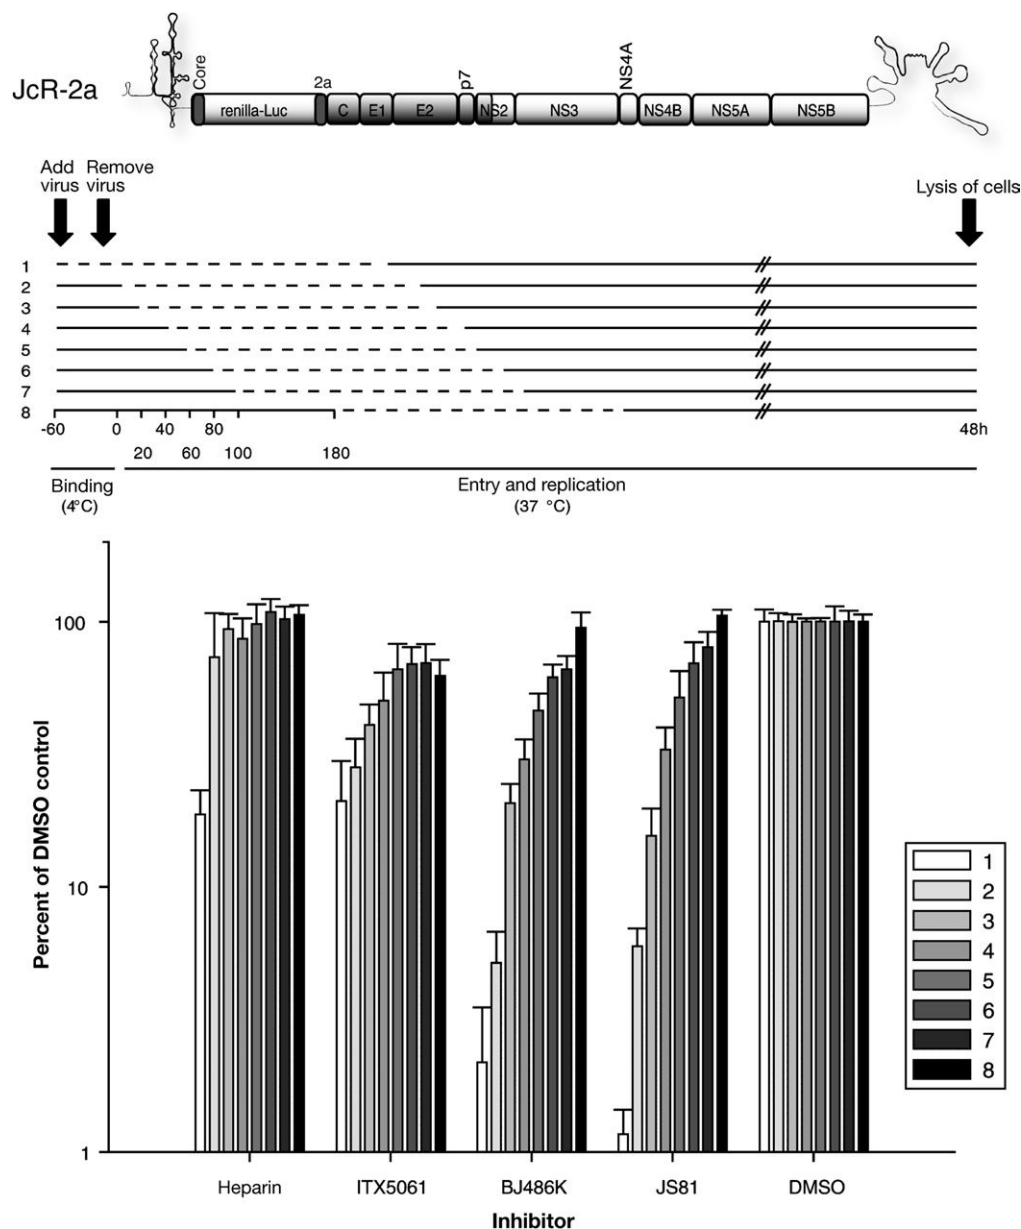 JcR-2a
Core
renilla-Luc
2a
C
E1
E2
p7
NS2
NS3
NS4A
NS4B
NS5A
NS5B
Add virus
Remove virus
Lysis of cells
1
2
3
4
5
6
7
8
-60 0 40 80 48h
20 60 100 180
Binding
(4°C)
Entry and replication
(37 °C)
Percent of DMSO control
100
10
1
1
2
3
4
5
6
7
8
Heparin ITX5061 BJ486K JS81 DMSO
Inhibitor